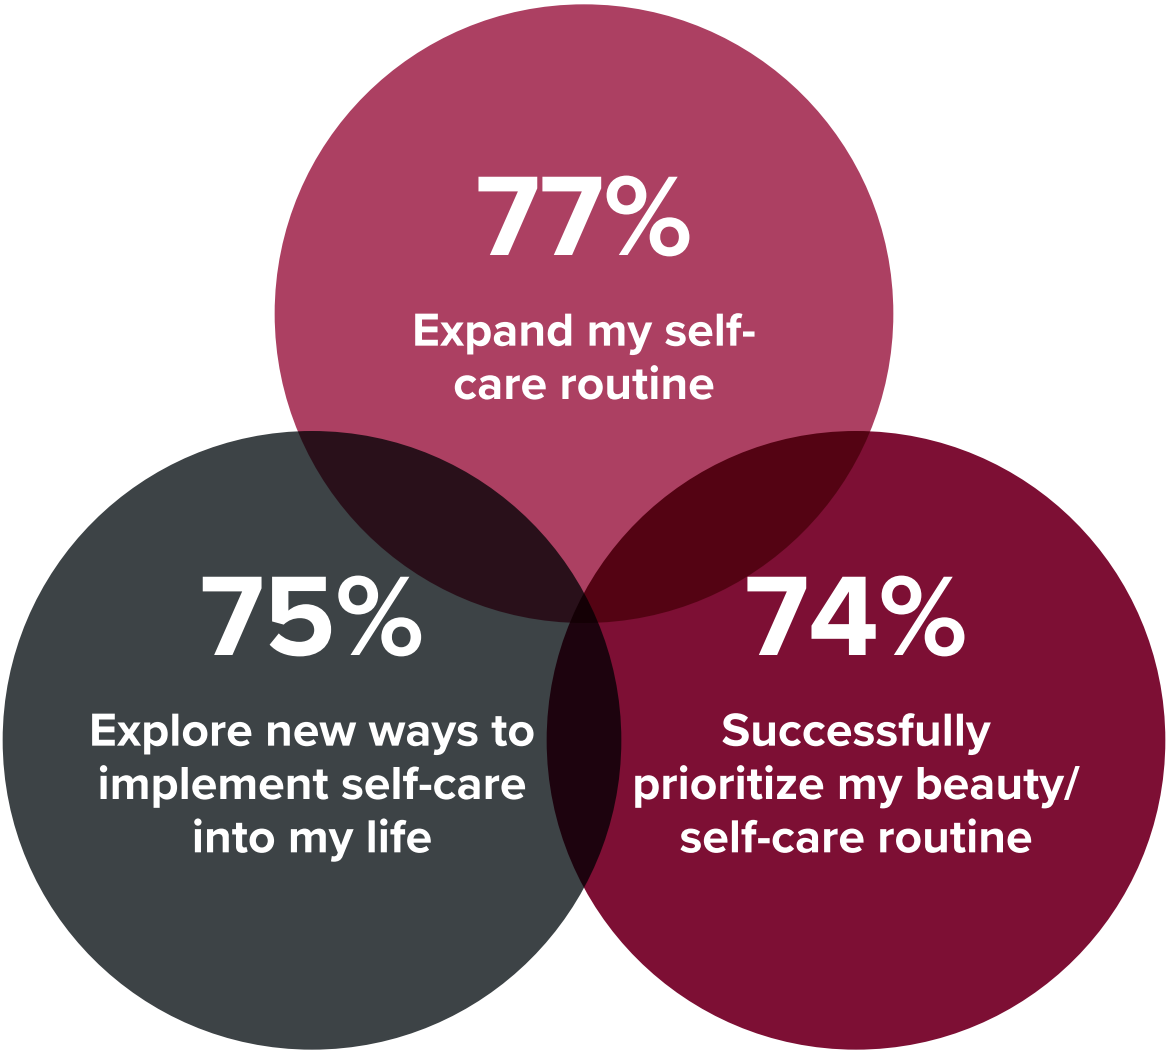 77%
Expand my self-
care routine
75%
Explore new ways to
implement self-care
into my life
74%
Successfully
prioritize my beauty/
self-care routine